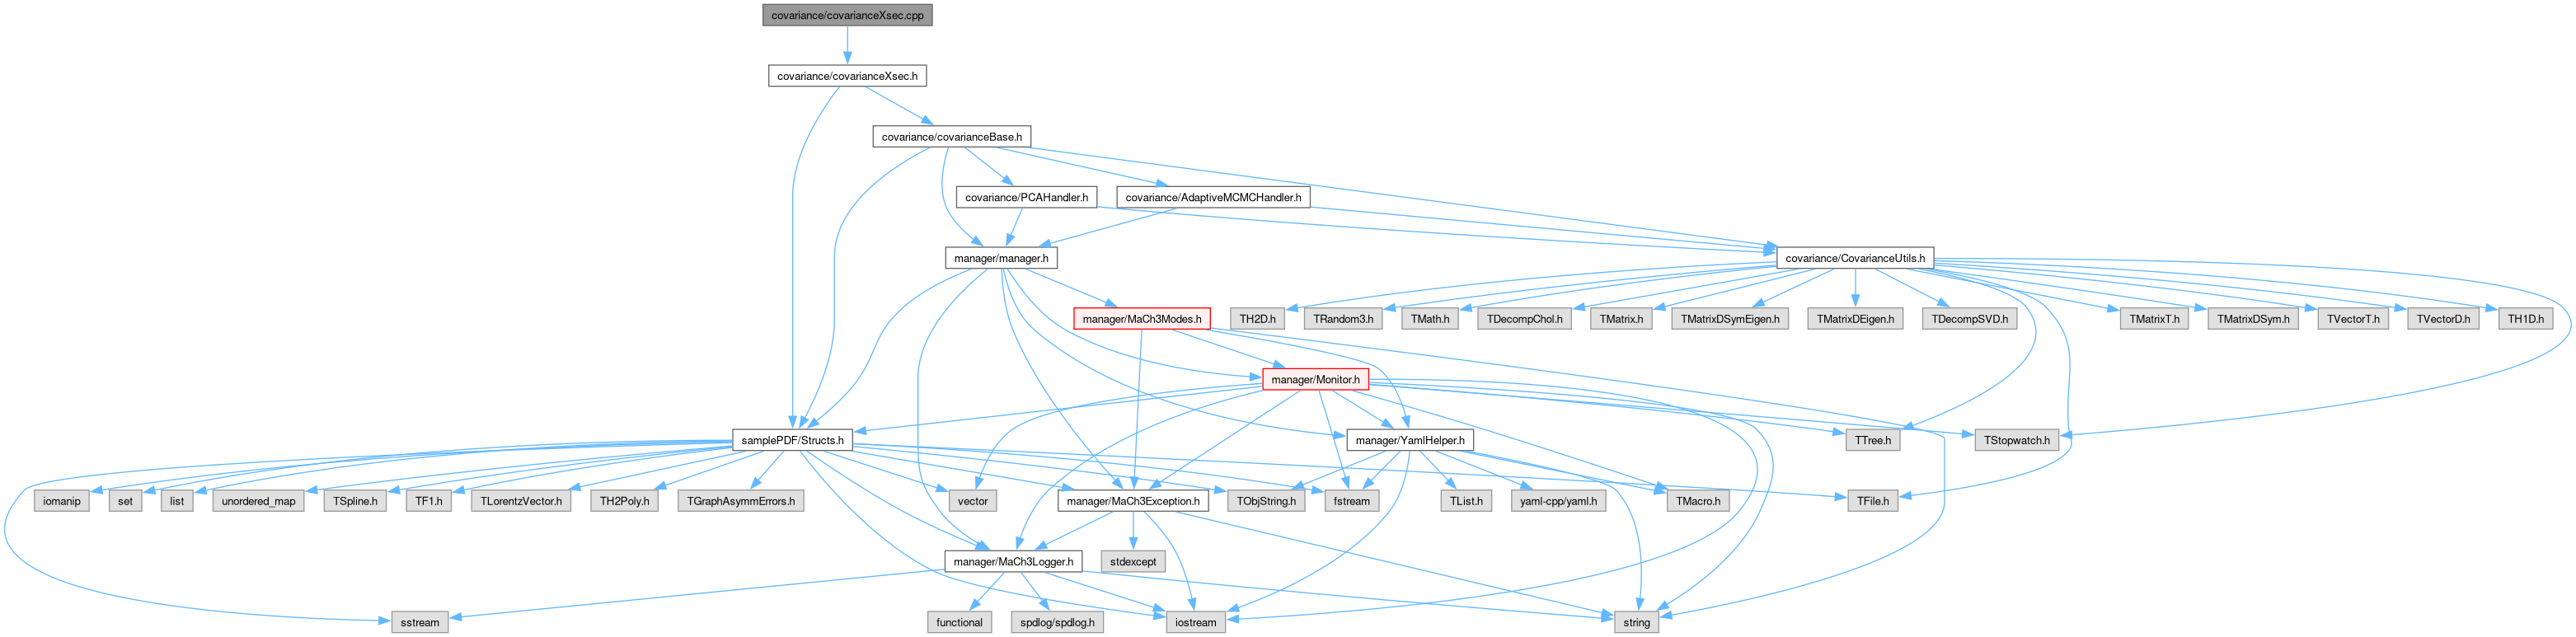 covariance/covarianceXsec.cpp
covariance/covarianceXsec.h
covariance/covarianceBase.h
covariance/PCAHandler.h
covariance/AdaptiveMCMCHandler.h
manager/manager.h
covariance/CovarianceUtils.h
manager/MaCh3Modes.h
TH2D.h
TRandom3.h
TMath.h
TDecompChol.h
TMatrix.h
TMatrixDSymEigen.h
TMatrixDEigen.h
TDecompSVD.h
TMatrixT.h
TMatrixDSym.h
TVectorT.h
TVectorD.h
TH1D.h
manager/Monitor.h
samplePDF/Structs.h
manager/YamlHelper.h
TTree.h
TStopwatch.h
iomanip
set
list
unordered_map
TSpline.h
TF1.h
TLorentzVector.h
TH2Poly.h
TGraphAsymmErrors.h
vector
manager/MaCh3Exception.h
TObjString.h
fstream
TList.h
yaml-cpp/yaml.h
TMacro.h
TFile.h
manager/MaCh3Logger.h
stdexcept
sstream
functional
spdlog/spdlog.h
iostream
string